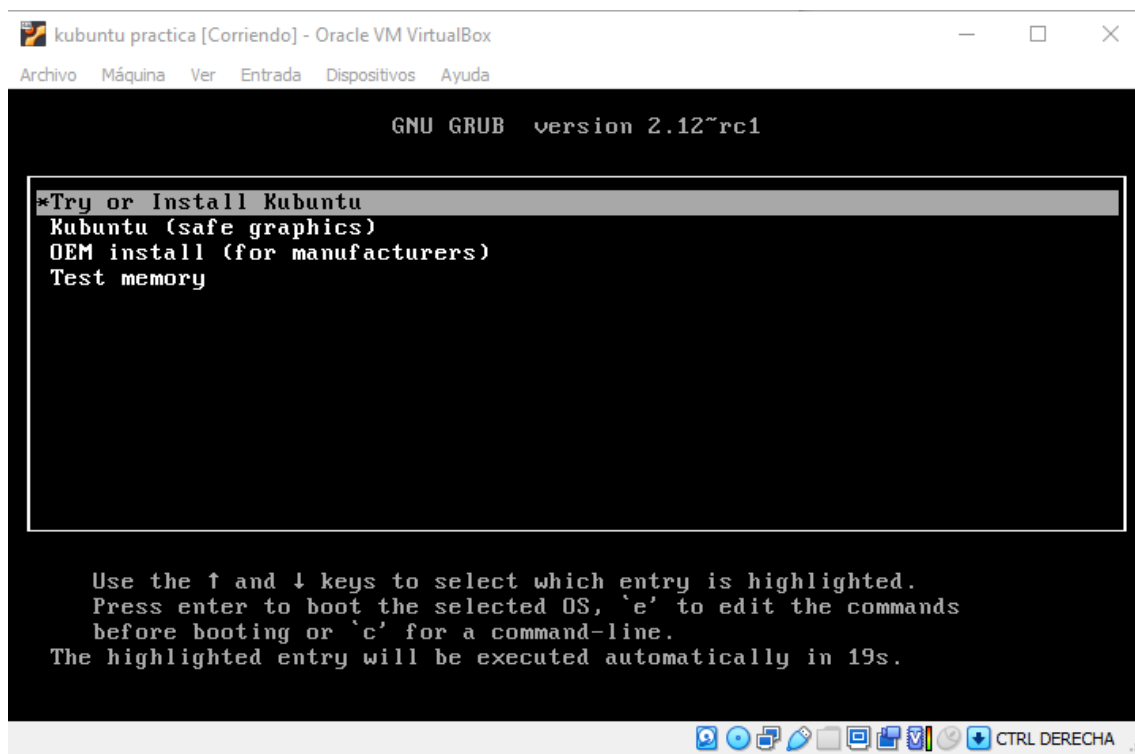 kubuntu practica [Corriendo] - Oracle VM VirtualBox
Archivo Máquina Ver Entrada Dispositivos Ayuda
GNU GRUB version 2.12~rc1
*Try or Install Kubuntu
Kubuntu (safe graphics)
OEM install (for manufacturers)
Test memory
Use the ↑ and ↓ keys to select which entry is highlighted.
Press enter to boot the selected OS, `e' to edit the commands
before booting or `c' for a command-line.
The highlighted entry will be executed automatically in 19s.
CTRL DERECHA